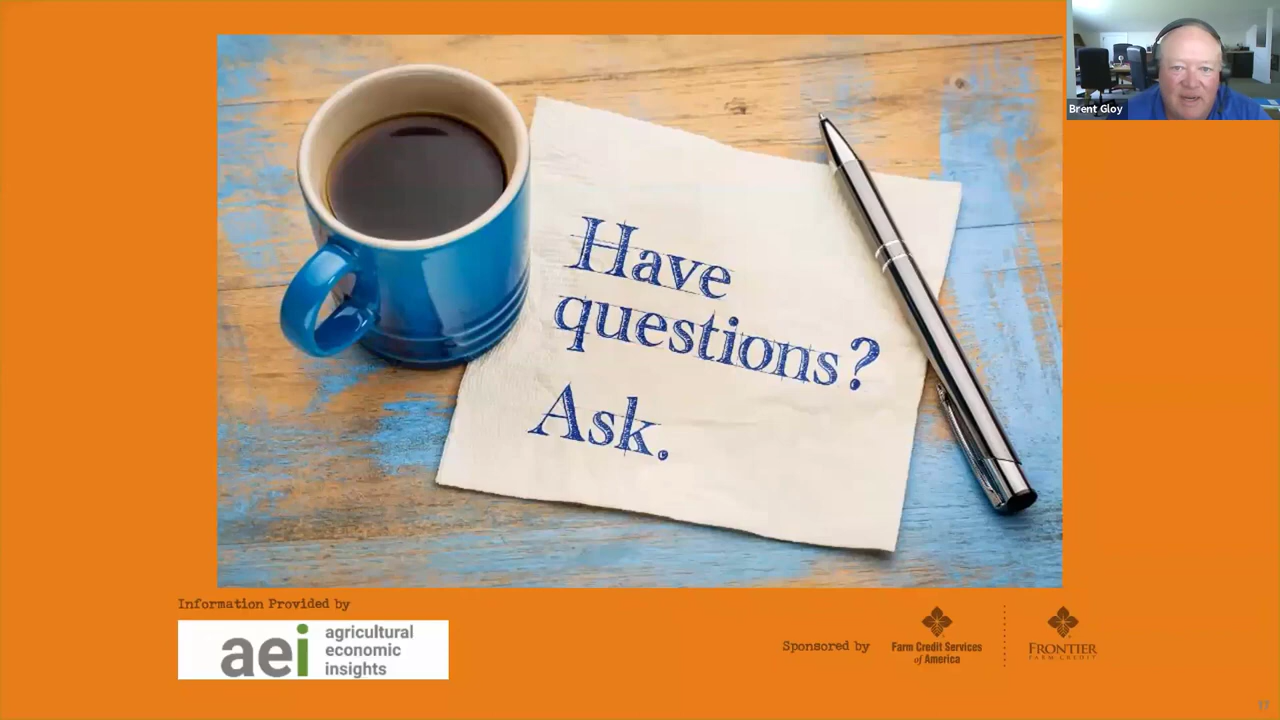 Brent Gloy
Have
questions?
Ask.
Information Provided by
aei
agricultural
economic
insights
Sponsored by
Farm Credit Services
of America
FRONTIER
FARM CREDIT